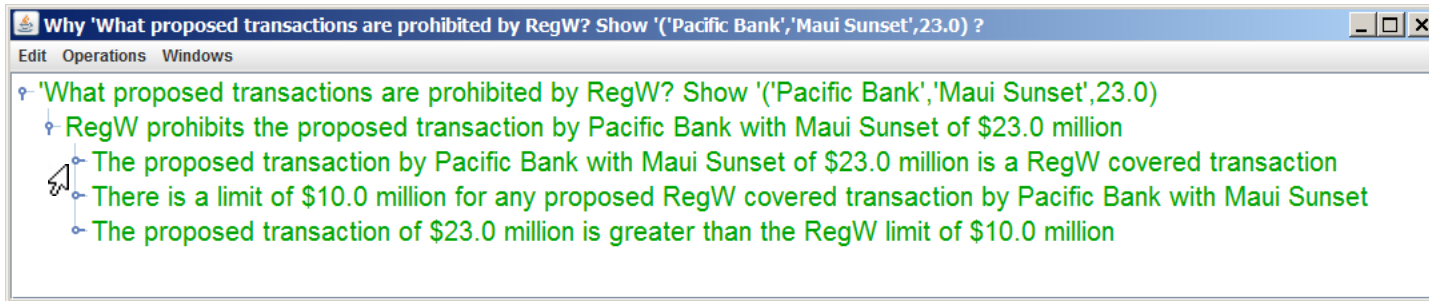 Why 'What proposed transactions are prohibited by RegW? Show '('Pacific Bank','Maui Sunset',23.0) ?
Edit Operations Windows
'What proposed transactions are prohibited by RegW? Show '('Pacific Bank','Maui Sunset',23.0)
RegW prohibits the proposed transaction by Pacific Bank with Maui Sunset of $23.0 million
The proposed transaction by Pacific Bank with Maui Sunset of $23.0 million is a RegW covered transaction
There is a limit of $10.0 million for any proposed RegW covered transaction by Pacific Bank with Maui Sunset
The proposed transaction of $23.0 million is greater than the RegW limit of $10.0 million